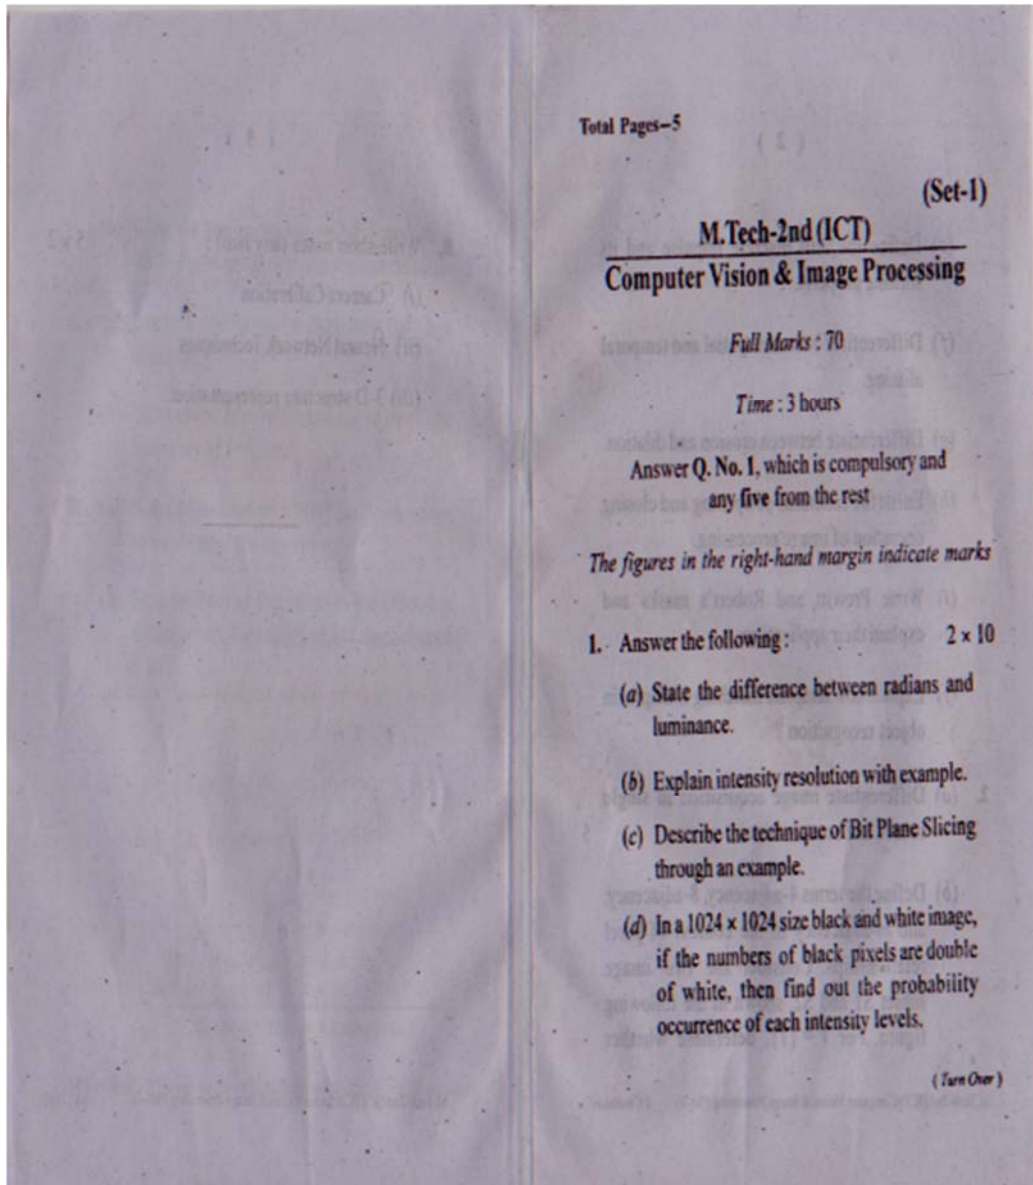 Total Pages–5
(Set-1)
M.Tech-2nd (ICT)
Computer Vision & Image Processing
Full Marks : 70
Time : 3 hours
Answer Q. No. 1, which is compulsory and
any five from the rest
The figures in the right-hand margin indicate marks
1. Answer the following : 2 × 10
(a) State the difference between radians and
luminance.
(b) Explain intensity resolution with example.
(c) Describe the technique of Bit Plane Slicing
through an example.
(d) In a 1024 × 1024 size black and white image,
if the numbers of black pixels are double
of white, then find out the probability
occurrence of each intensity levels.
( Turn Over )